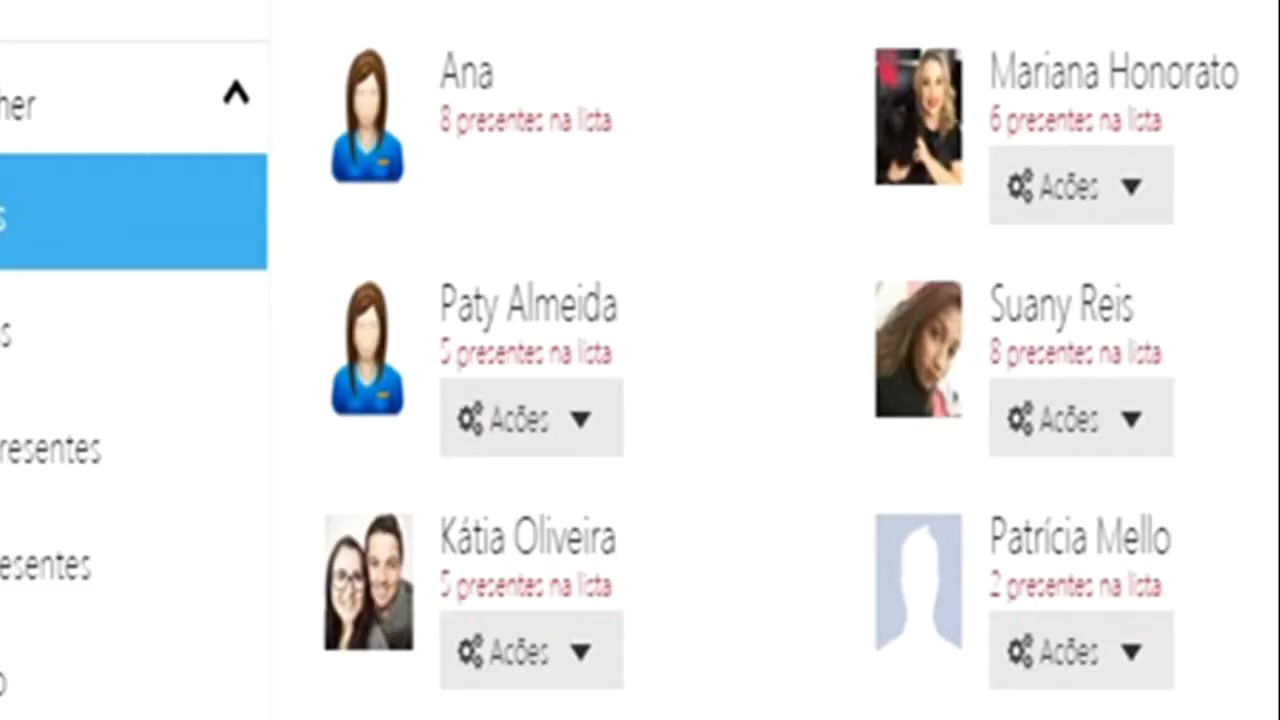 Ana
8 presentes na lista
Mariana Honorato
6 presentes na lista
Ações
her
s
Paty Almeida
5 presentes na lista
Ações
Suany Reis
8 presentes na lista
Ações
s
resentes
Kátia Oliveira
5 presentes na lista
Ações
Patrícia Mello
2 presentes na lista
Ações
esentes
o